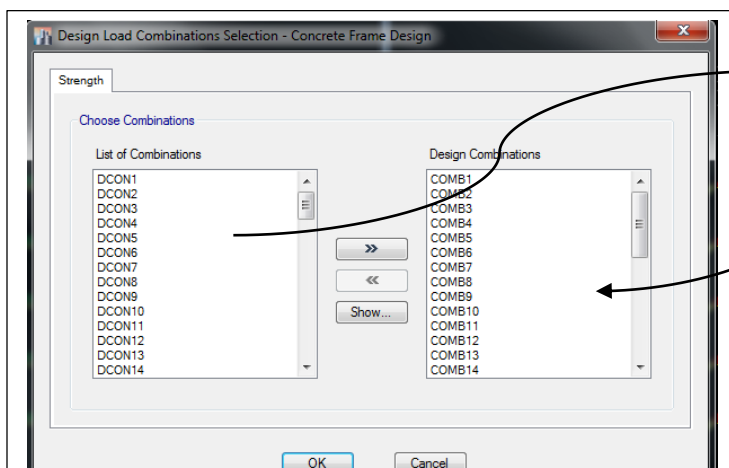 Design Load Combinations Selection - Concrete Frame Design
Strength
Choose Combinations
List of Combinations
DCON1
DCON2
DCON3
DCON4
DCON5
DCON6
DCON7
DCON8
DCON9
DCON10
DCON11
DCON12
DCON13
DCON14
>>
<<
Show...
Design Combinations
COMB1
COMB2
COMB3
COMB4
COMB5
COMB6
COMB7
COMB8
COMB9
COMB10
COMB11
COMB12
COMB13
COMB14
OK
Cancel